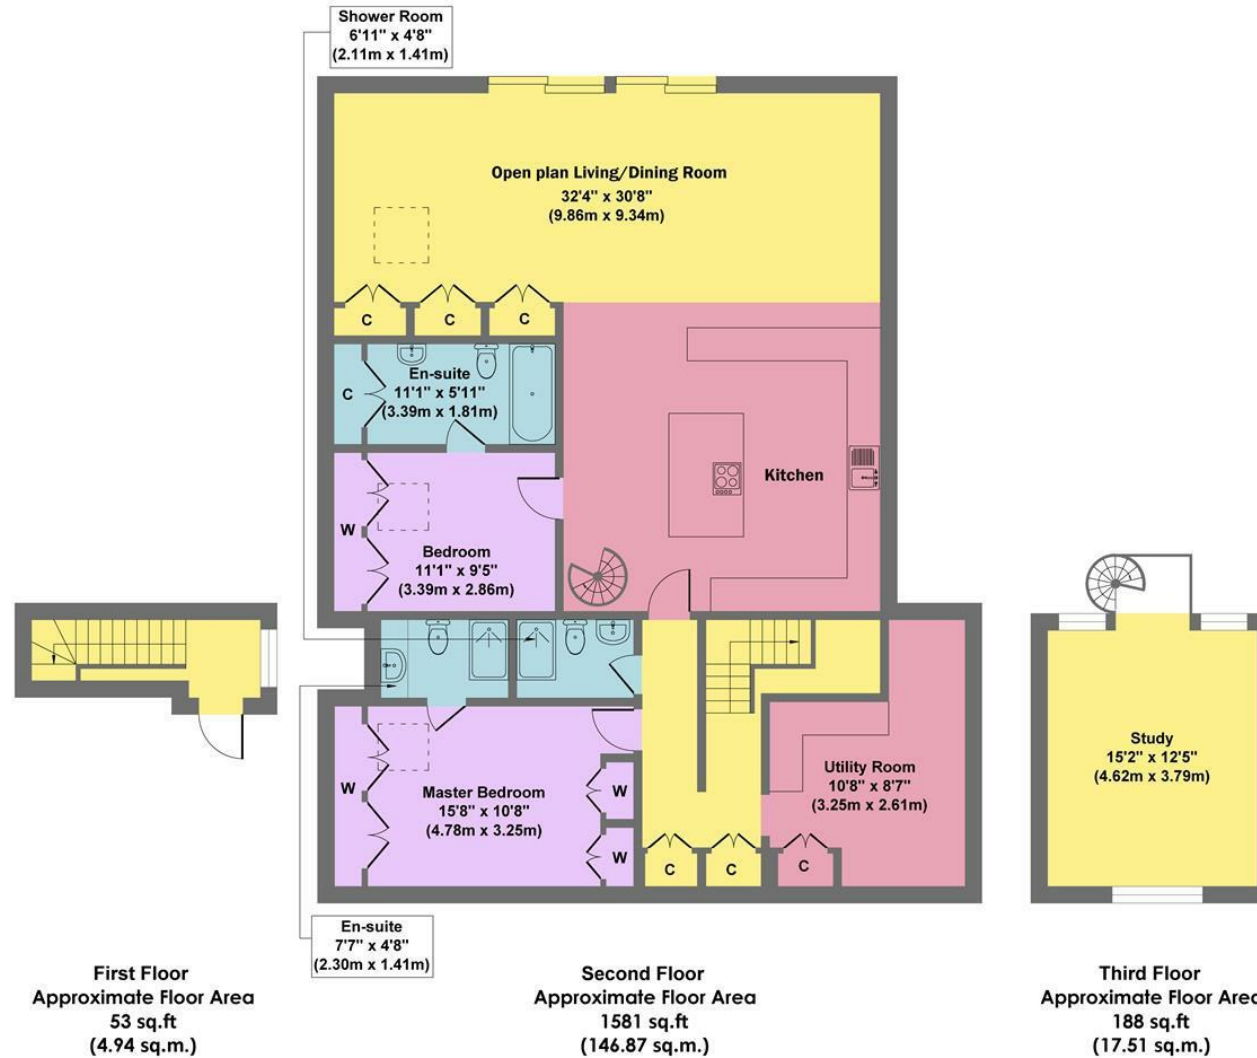 Shower Room
6'11" x 4'8"
(2.11m x 1.41m)
Open plan Living/Dining Room
32'4" x 30'8"
(9.86m x 9.34m)
C
C
C
C
En-suite
11'1" x 5'11"
(3.39m x 1.81m)
Kitchen
W
Bedroom
11'1" x 9'5"
(3.39m x 2.86m)
W
Master Bedroom
15'8" x 10'8"
(4.78m x 3.25m)
W
W
Utility Room
10'8" x 8'7"
(3.25m x 2.61m)
C
C
C
Study
15'2" x 12'5"
(4.62m x 3.79m)
En-suite
7'7" x 4'8"
(2.30m x 1.41m)
First Floor
Approximate Floor Area
53 sq.ft
(4.94 sq.m.)
Second Floor
Approximate Floor Area
1581 sq.ft
(146.87 sq.m.)
Third Floor
Approximate Floor Area
188 sq.ft
(17.51 sq.m.)